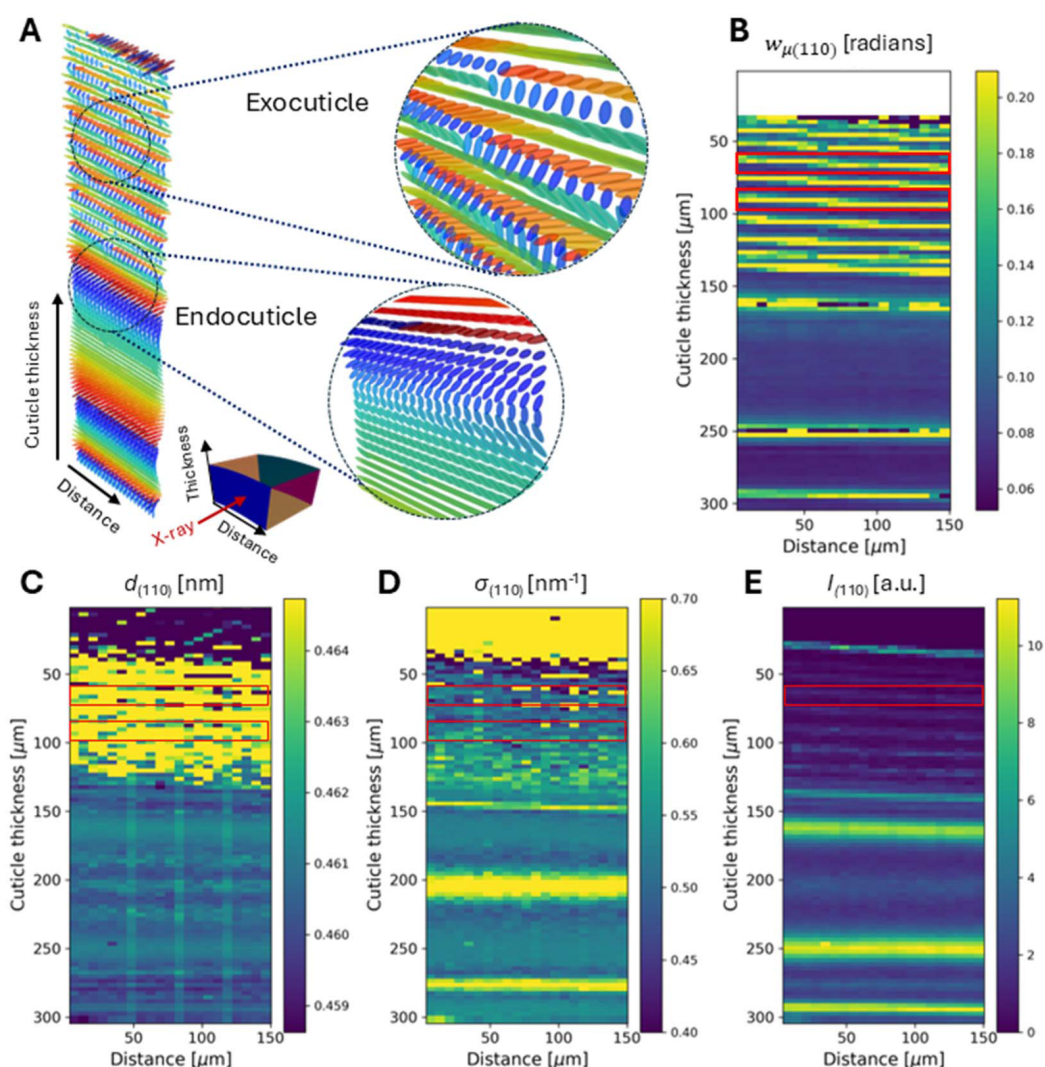 A
Exocuticle
Endocuticle
Cuticle thickness
Distance
Thickness
X-ray
Distance
B
w_μ(110) [radians]
Cuticle thickness [μm]
50
100
150
200
250
300
50
100
150
Distance [μm]
0.20
0.18
0.16
0.14
0.12
0.10
0.08
0.06
C
d_(110) [nm]
Cuticle thickness [μm]
50
100
150
200
250
300
50
100
150
Distance [μm]
0.464
0.463
0.462
0.461
0.460
0.459
D
σ_(110) [nm⁻¹]
Cuticle thickness [μm]
50
100
150
200
250
300
50
100
150
Distance [μm]
0.70
0.65
0.60
0.55
0.50
0.45
0.40
E
I_(110) [a.u.]
Cuticle thickness [μm]
50
100
150
200
250
300
50
100
150
Distance [μm]
10
8
6
4
2
0